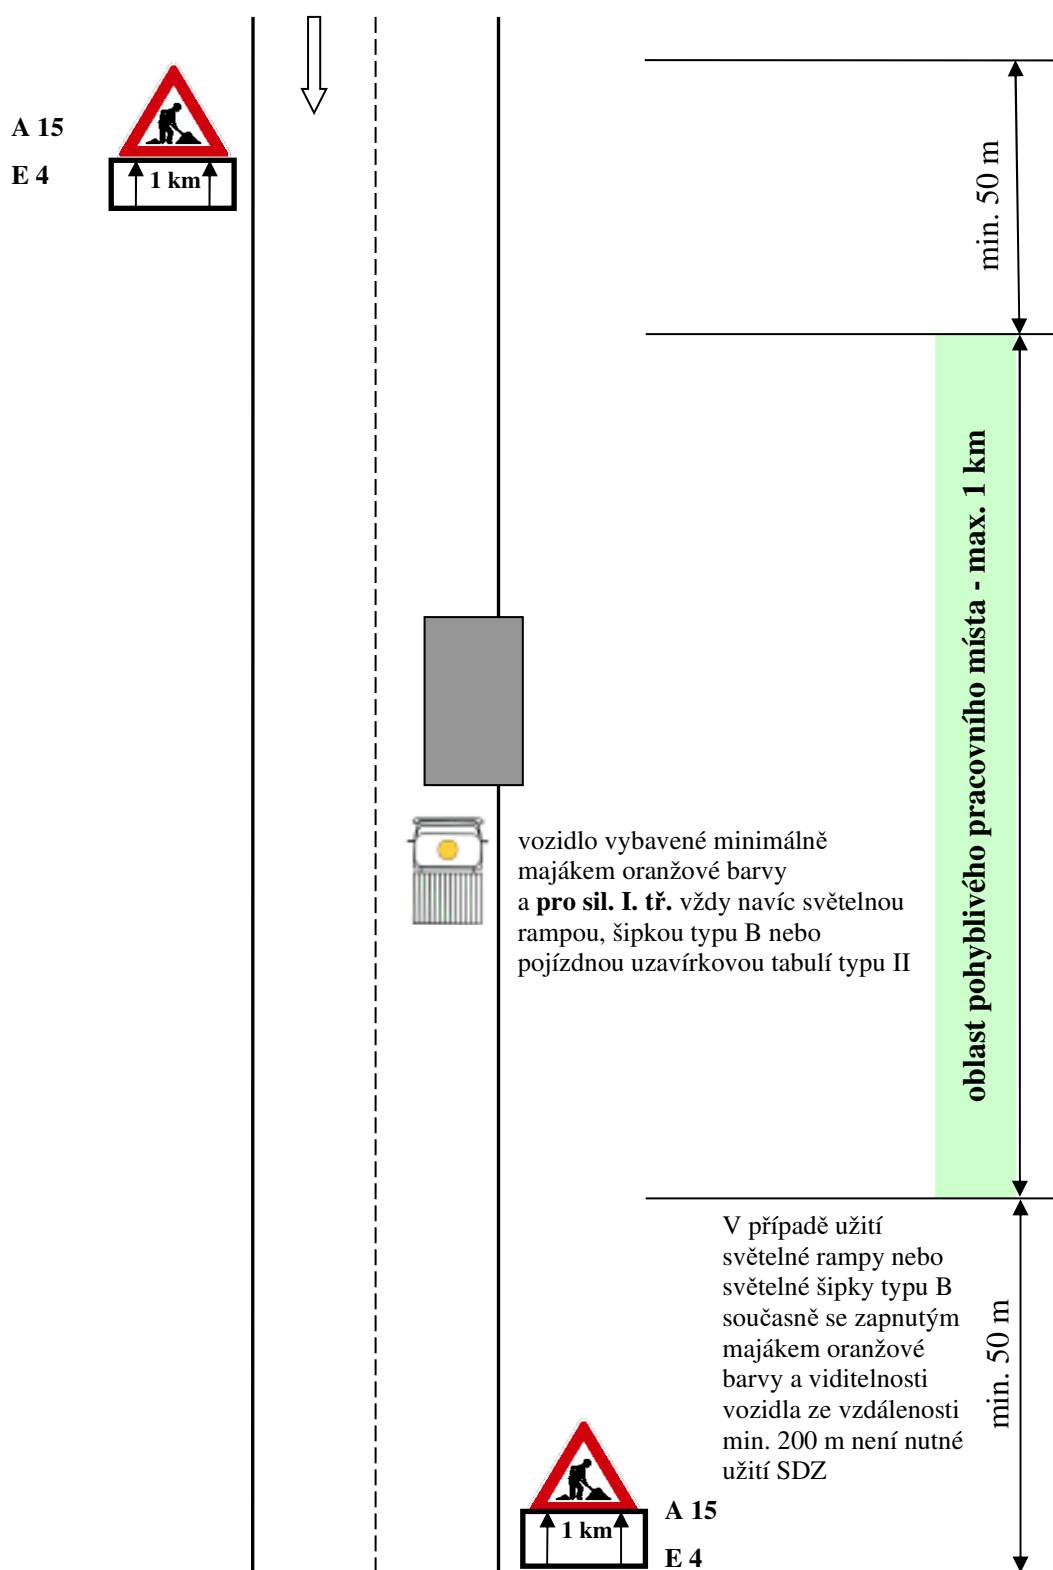 A 15
E 4
1 km
min. 50 m
oblast pohyblivého pracovního místa - max. 1 km
vozidlo vybavené minimálně
majákem oranžové barvy
a pro sil. I. tř. vždy navíc světelnou
rampou, šipkou typu B nebo
pojízdnou uzavírkovou tabulí typu II
V případě užití
světelné rampy nebo
světelné šipky typu B
současně se zapnutým
majákem oranžové
barvy a viditelnosti
vozidla ze vzdálenosti
min. 200 m není nutné
užití SDZ
min. 50 m
1 km
A 15
E 4